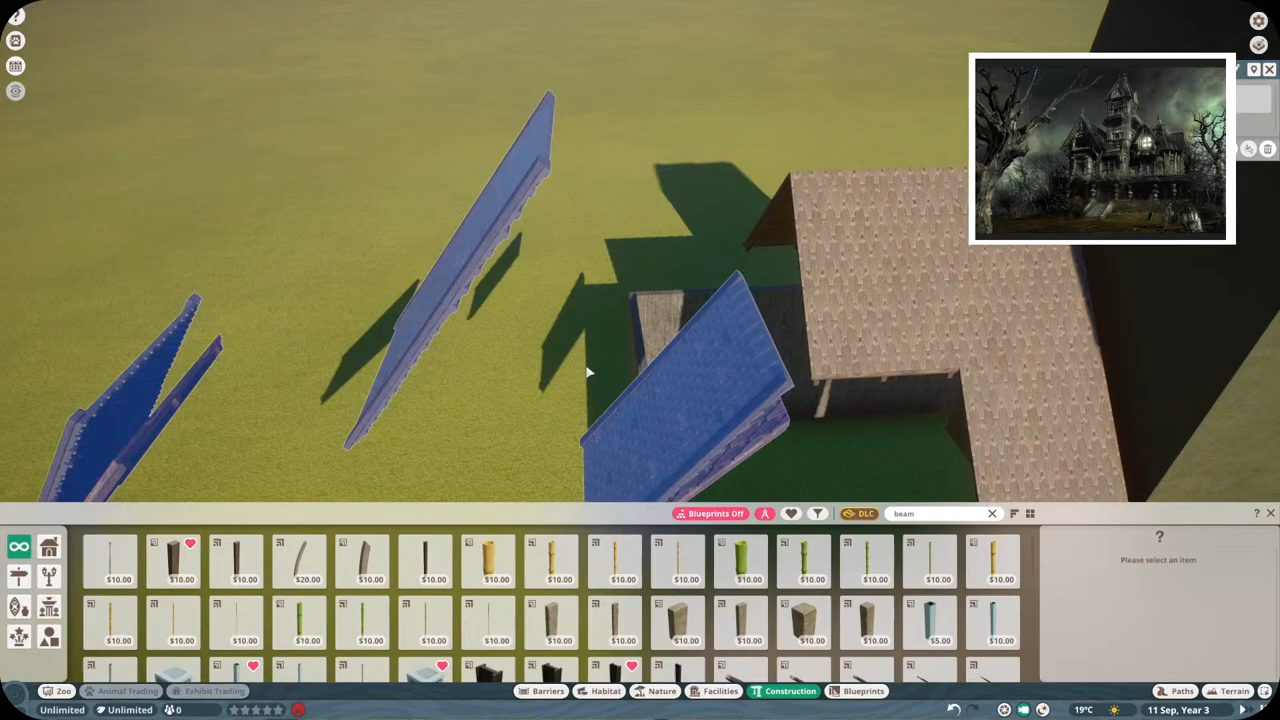 Blueprints Off
DLC
beam
$10.00 $10.00 $10.00 $20.00 $10.00 $10.00 $10.00 $10.00 $10.00 $10.00 $10.00 $10.00 $10.00 $10.00 $10.00
$10.00 $10.00 $10.00 $10.00 $10.00 $10.00 $10.00 $10.00 $10.00 $10.00 $10.00 $10.00 $10.00 $5.00 $10.00
?
Please select an item
Zoo Animal Trading Exhibit Trading Barriers Habitat Nature Facilities Construction Blueprints Paths Terrain
Unlimited Unlimited 0 19°C 11 Sep, Year 3